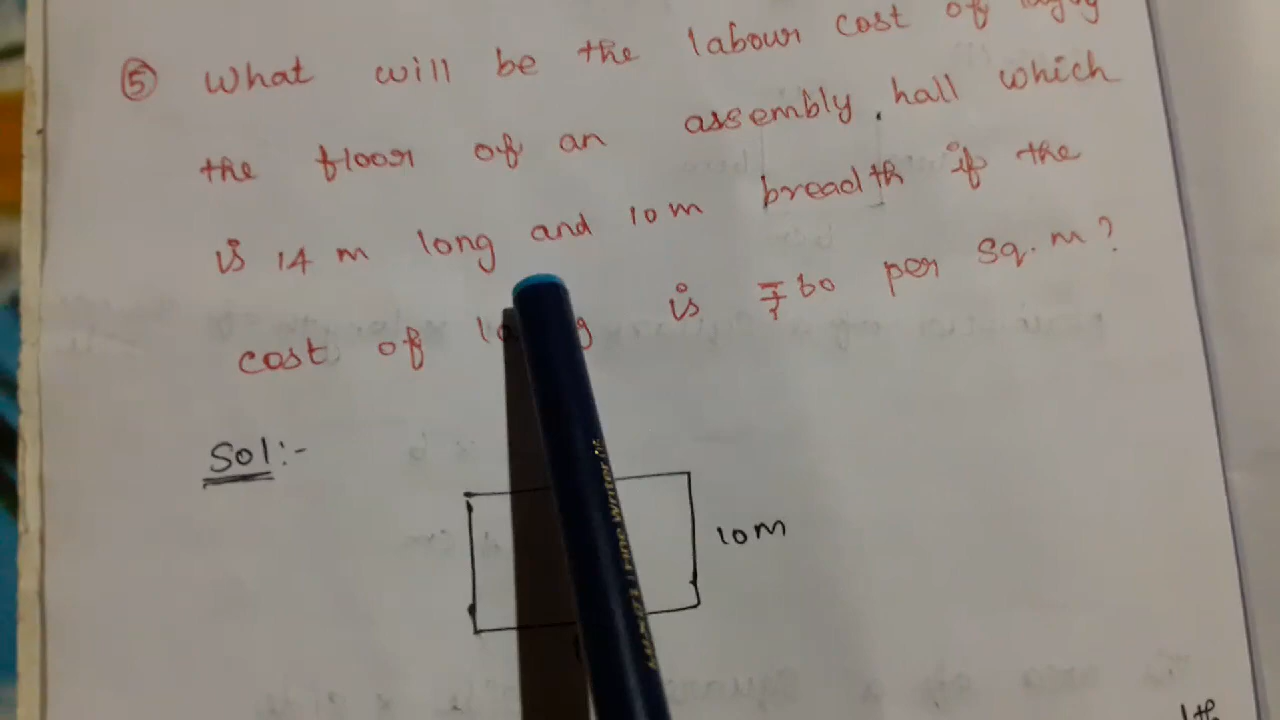 ⑤ What will be the labour cost of
the floor of an assembly hall which
is 14 m long and 10m breadth if the
cost of is ₹60 per sq.m?
Sol:-
10m